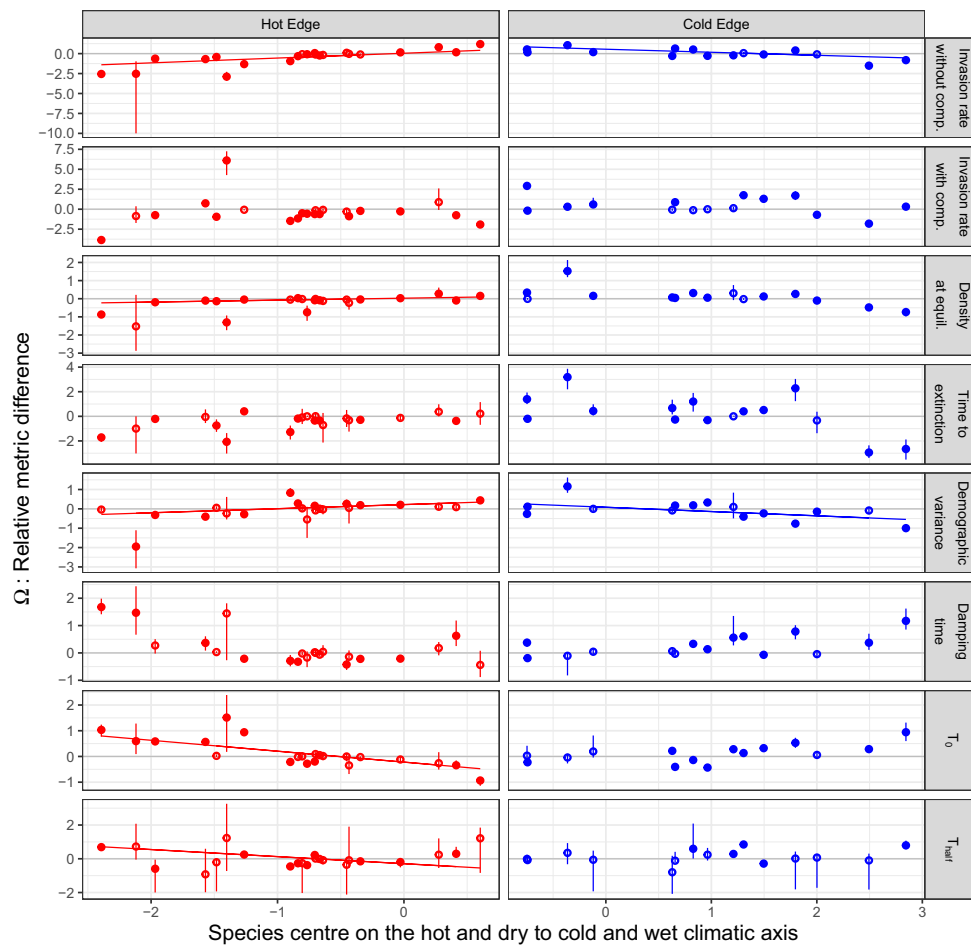 Hot Edge
Cold Edge
0.0
−2.5
−5.0
−7.5
−10.0
Invasion rate
without comp.
7.5
5.0
2.5
0.0
−2.5
Invasion rate
with comp.
2
1
0
−1
−2
−3
Density
at equil.
4
2
0
−2
Time to
extinction
1
0
−1
−2
−3
Demographic
variance
2
1
0
−1
Damping
time
2
1
0
−1
T0
2
0
−2
Thalf
−2
−1
0
0
1
2
3
Species centre on the hot and dry to cold and wet climatic axis
Ω : Relative metric difference